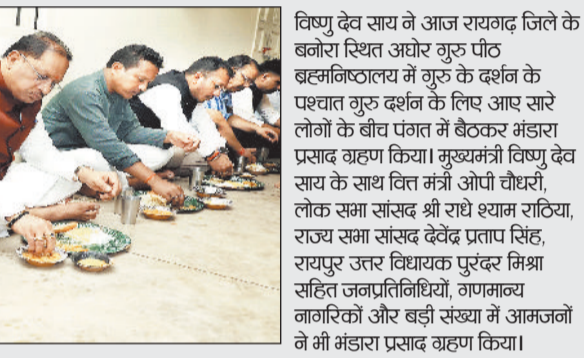 विष्णु देव साय ने आज रायगढ़ जिले के
बनोरा स्थित अघोर गुरु पीठ
ब्रह्मनिष्ठालय में गुरु के दर्शन के
पश्चात गुरु दर्शन के लिए आए सारे
लोगों के बीच पंगत में बैठकर भंडारा
प्रसाद ग्रहण किया। मुख्यमंत्री विष्णु देव
साय के साथ वित्त मंत्री ओपी चौधरी,
लोक सभा सांसद श्री राधे श्याम राठिया,
राज्य सभा सांसद देवेंद्र प्रताप सिंह,
रायपुर उत्तर विधायक पुरंदर मिश्रा
सहित जनप्रतिनिधियों, गणमान्य
नागरिकों और बड़ी संख्या में आमजनों
ने भी भंडारा प्रसाद ग्रहण किया।